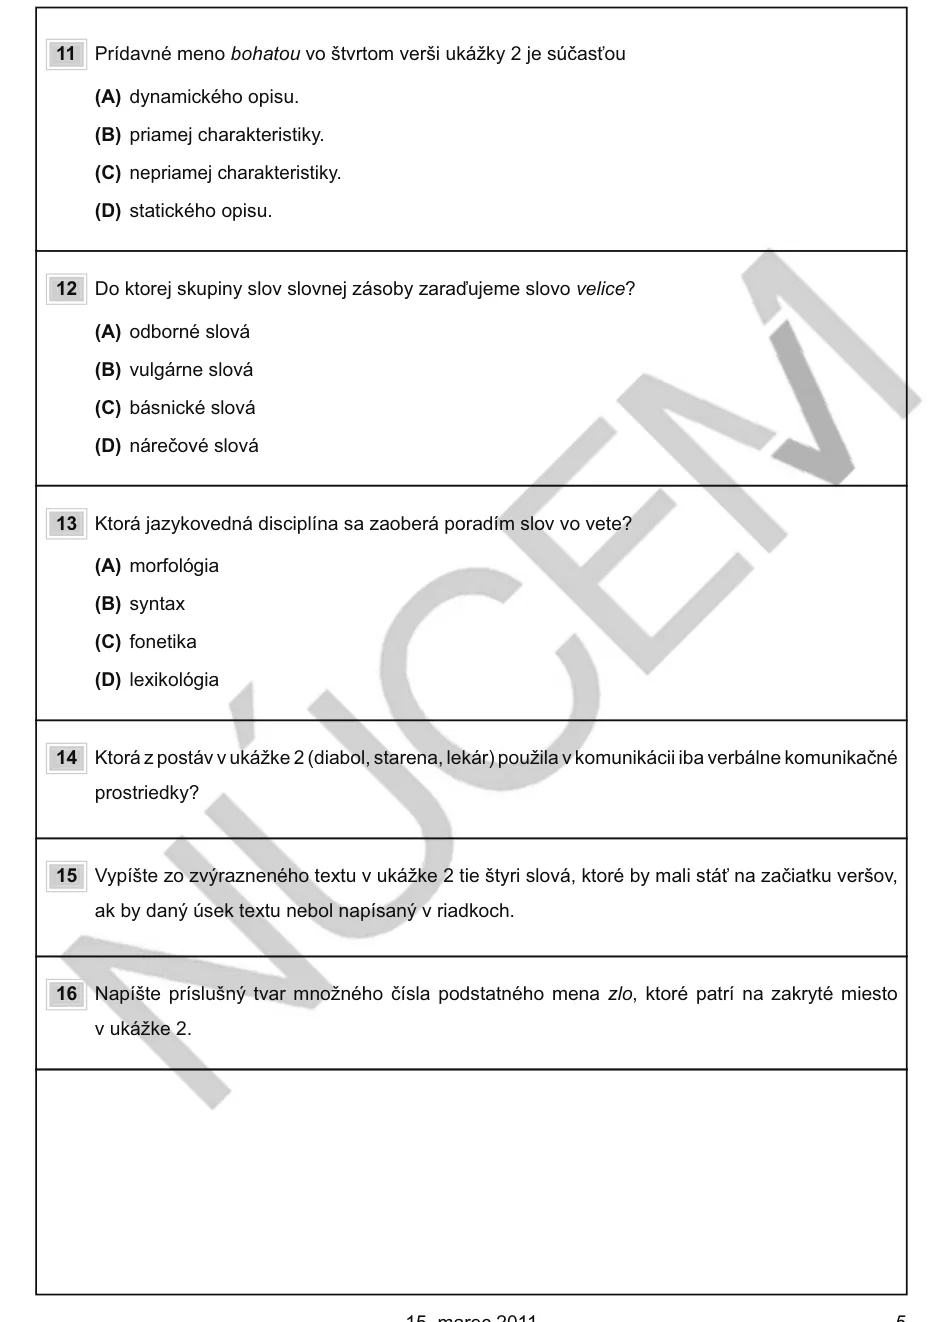 11 Prídavné meno bohatou vo štvrtom verši ukážky 2 je súčasťou
(A) dynamického opisu.
(B) priamej charakteristiky.
(C) nepriamej charakteristiky.
(D) statického opisu.
12 Do ktorej skupiny slov slovnej zásoby zaraďujeme slovo velice?
(A) odborné slová
(B) vulgárne slová
(C) básnické slová
(D) nárečové slová
13 Ktorá jazykovedná disciplína sa zaoberá poradím slov vo vete?
(A) morfológia
(B) syntax
(C) fonetika
(D) lexikológia
14 Ktorá z postáv v ukážke 2 (diabol, starena, lekár) použila v komunikácii iba verbálne komunikačné
prostriedky?
15 Vypíšte zo zvýrazneného textu v ukážke 2 tie štyri slová, ktoré by mali stáť na začiatku veršov,
ak by daný úsek textu nebol napísaný v riadkoch.
16 Napíšte príslušný tvar množného čísla podstatného mena zlo, ktoré patrí na zakryté miesto
v ukážke 2.
NÚCEM
15. marec 2011 5